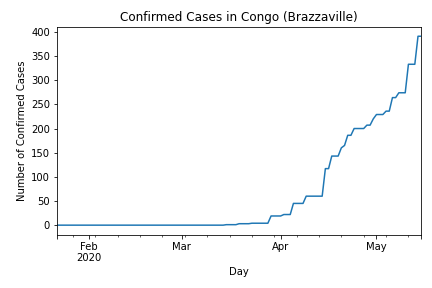 Confirmed Cases in Congo (Brazzaville)
400
350
300
250
200
150
100
50
0
Number of Confirmed Cases
Feb
2020
Mar
Apr
May
Day